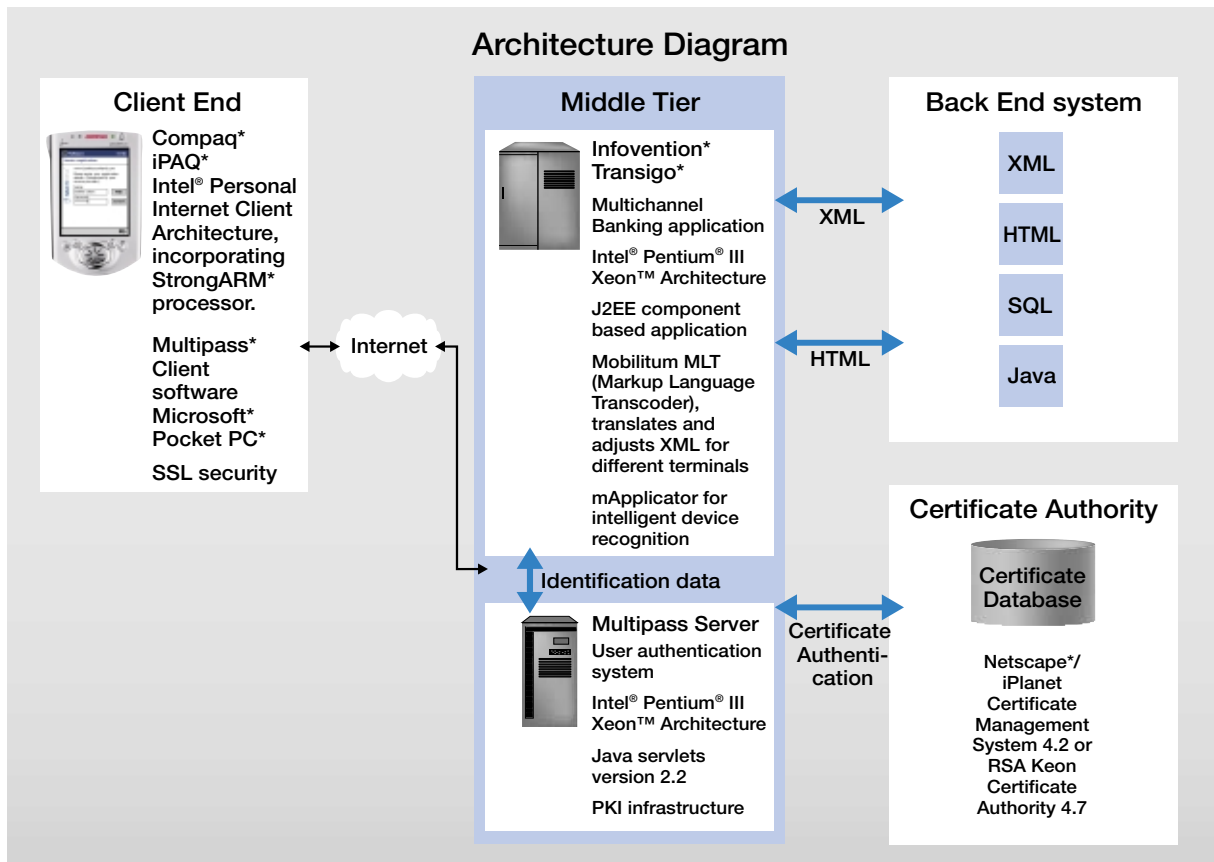 Architecture Diagram
Client End
Compaq*
iPAQ*
Intel® Personal
Internet Client
Architecture,
incorporating
StrongARM*
processor.
Multipass*
Client
software
Microsoft*
Pocket PC*
SSL security
Internet
Middle Tier
Infovention*
Transigo*
Multichannel
Banking application
Intel® Pentium® III
Xeon™ Architecture
J2EE component
based application
Mobilitum MLT
(Markup Language
Transcoder),
translates and
adjusts XML for
different terminals
mApplicator for
intelligent device
recognition
Identification data
Multipass Server
User authentication
system
Intel® Pentium® III
Xeon™ Architecture
Java servlets
version 2.2
PKI infrastructure
XML
HTML
Certificate
Authenti-
cation
Back End system
XML
HTML
SQL
Java
Certificate Authority
Certificate
Database
Netscape*/
iPlanet
Certificate
Management
System 4.2 or
RSA Keon
Certificate
Authority 4.7